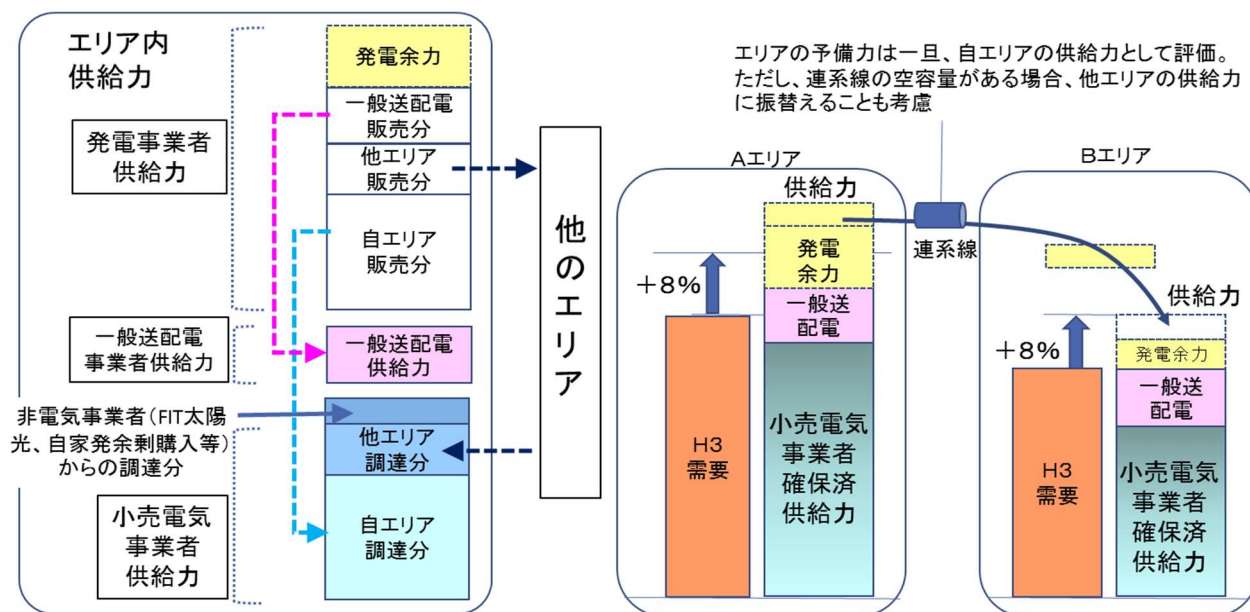 エリア内
供給力
発電事業者
供給力
一般送配電
事業者供給力
非電気事業者(FIT太陽
光、自家発余剰購入等)
からの調達分
小売電気
事業者
供給力
発電余力
一般送配電
販売分
他エリア
販売分
自エリア
販売分
一般送配電
供給力
他エリア
調達分
自エリア
調達分
他のエリア
エリアの予備力は一旦、自エリアの供給力として評価。
ただし、連系線の空容量がある場合、他エリアの供給力
に振替えることも考慮
Aエリア
供給力
+8%
発電
余力
一般送
配電
H3
需要
小売電気
事業者
確保済
供給力
連系線
Bエリア
供給力
+8%
発電余力
一般送
配電
H3
需要
小売電気
事業者
確保済
供給力